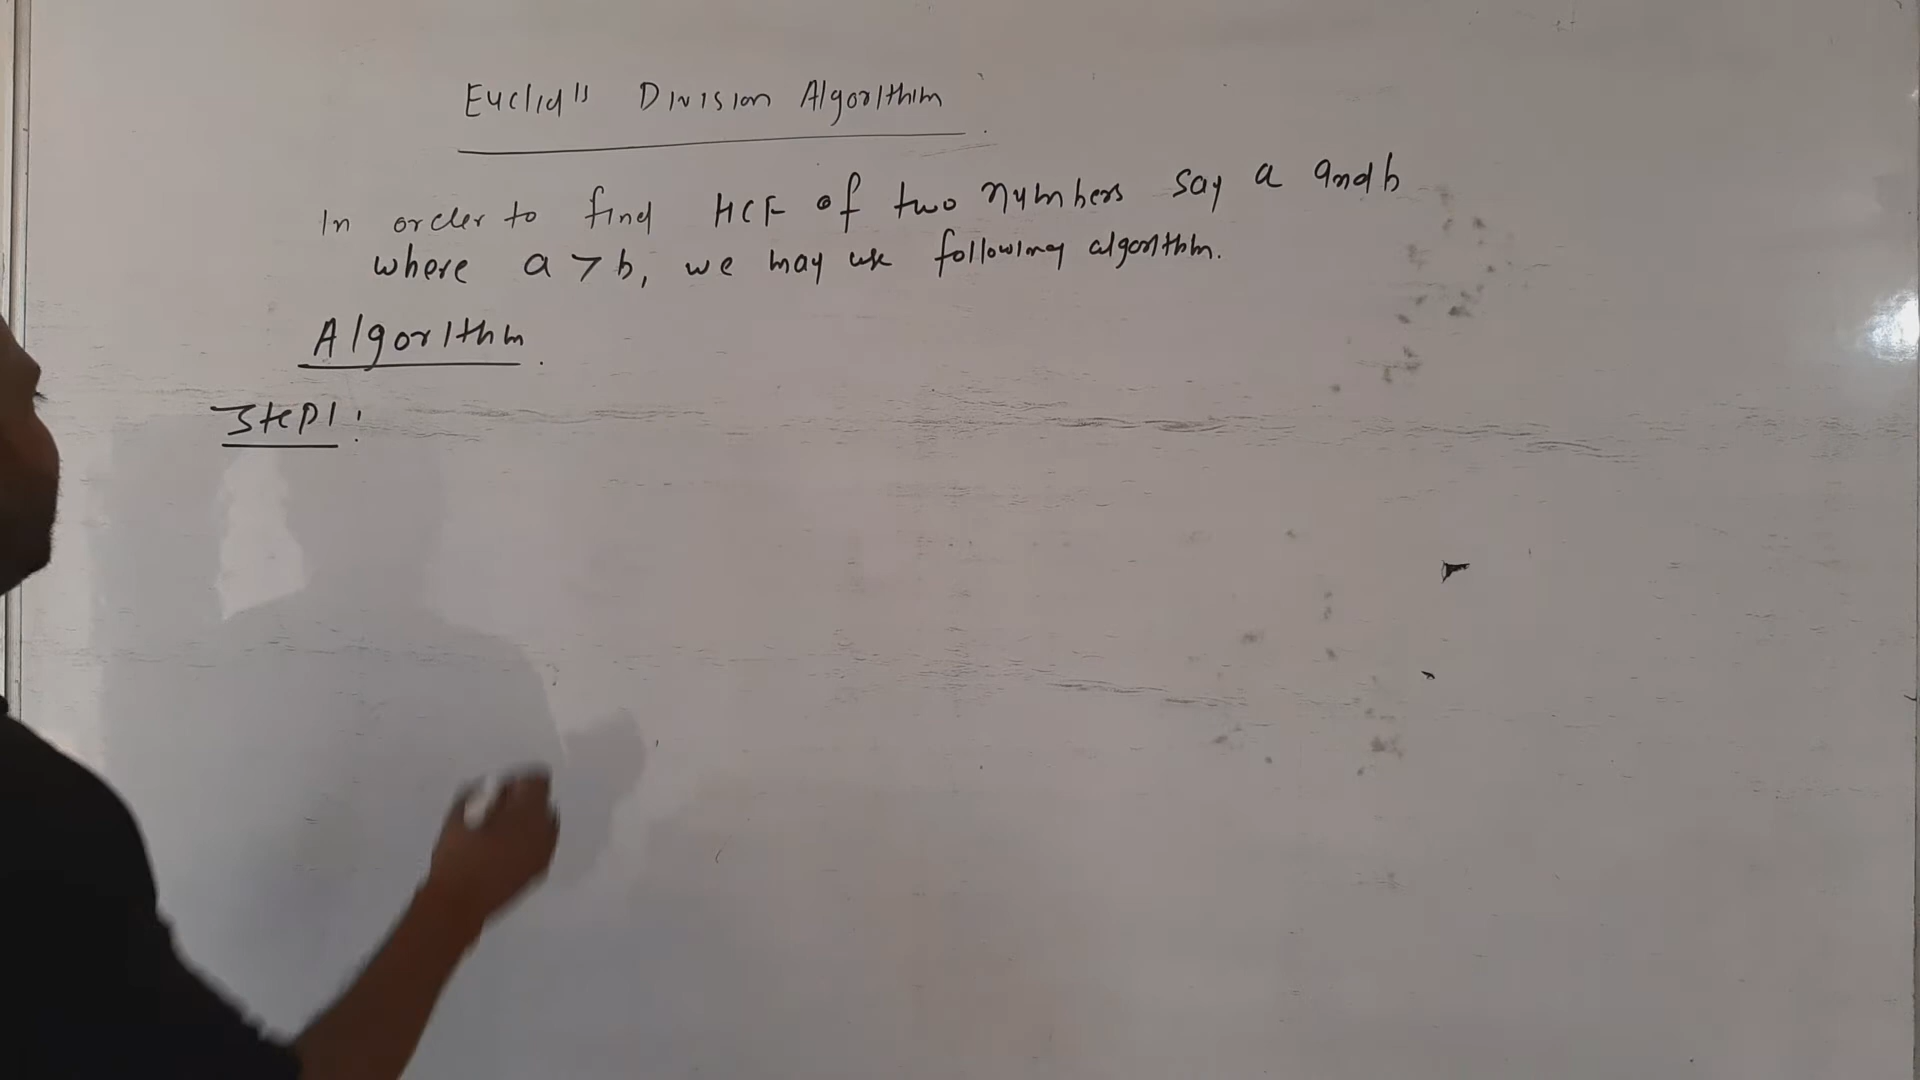 Euclid's Division Algorithim
In order to find HCF of two numbers say a and b
where a > b, we may use following algorithm.
Algorithm.
Step1: